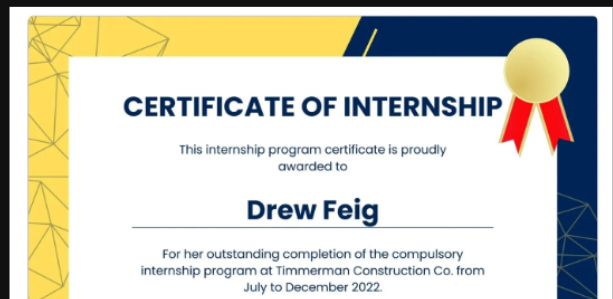 CERTIFICATE OF INTERNSHIP
This internship program certificate is proudly
awarded to
Drew Feig
For her outstanding completion of the compulsory
internship program at Timmerman Construction Co. from
July to December 2022.